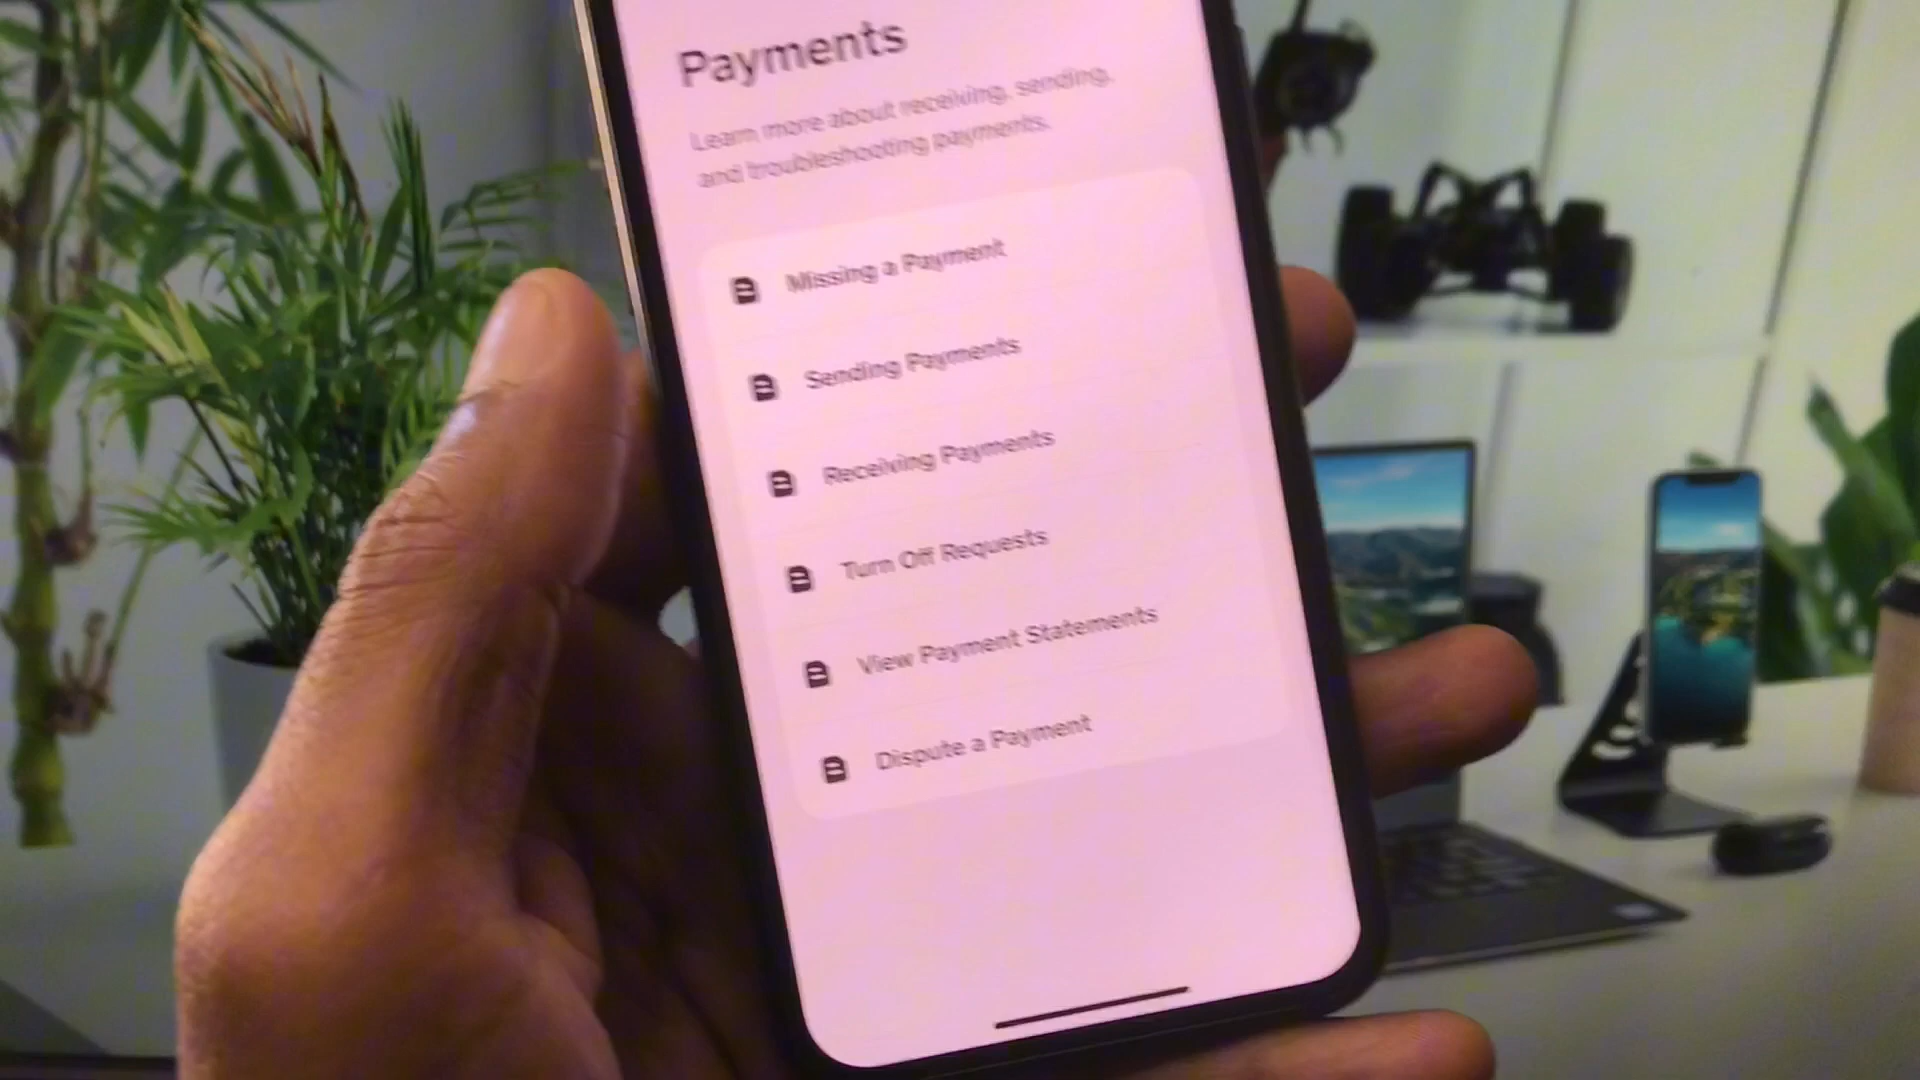 Payments
Learn more about receiving, sending,
and troubleshooting payments.
Missing a Payment
Sending Payments
Receiving Payments
Turn Off Requests
View Payment Statements
Dispute a Payment